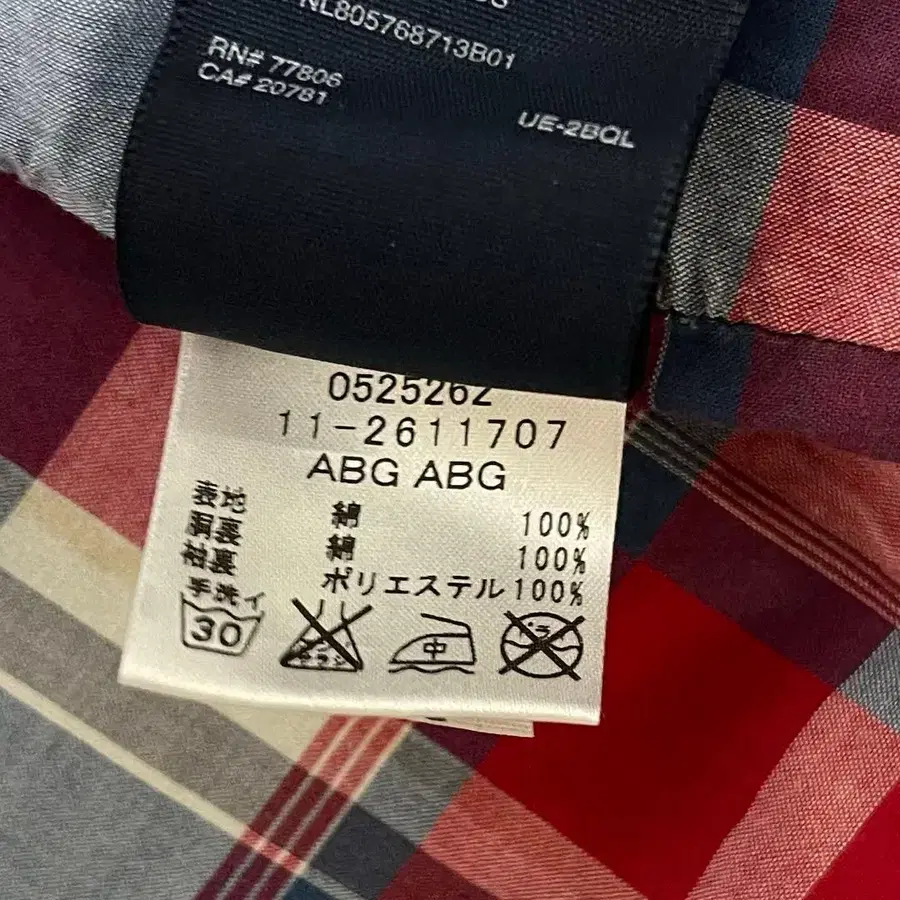 NL805768713B01
RN# 77806
CA# 20781
UE-2BQL
0525262
11-2611707
ABG ABG
表地 綿 100%
胴裏 綿 100%
袖裏 ポリエステル 100%
手洗イ
30
中